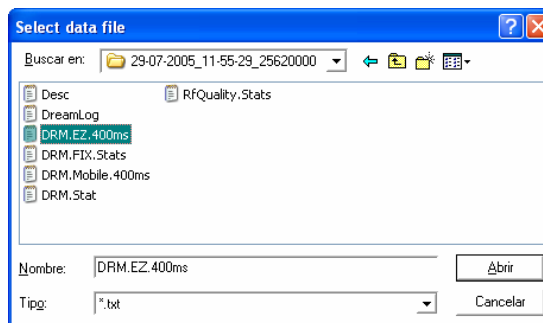 Select data file
Buscar en: 29-07-2005_11-55-29_25620000
Desc
DreamLog
DRM.EZ.400ms
DRM.FIX.Stats
DRM.Mobile.400ms
DRM.Stat
RfQuality.Stats
Nombre: DRM.EZ.400ms Abrir
Tipo: *.txt Cancelar